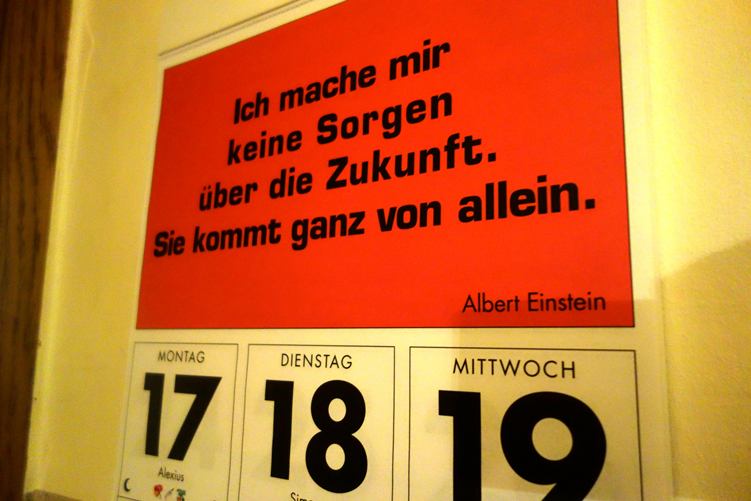 Ich mache mir
keine Sorgen
über die Zukunft.
Sie kommt ganz von allein.
Albert Einstein
MONTAG DIENSTAG MITTWOCH
17 18 19
Alexius